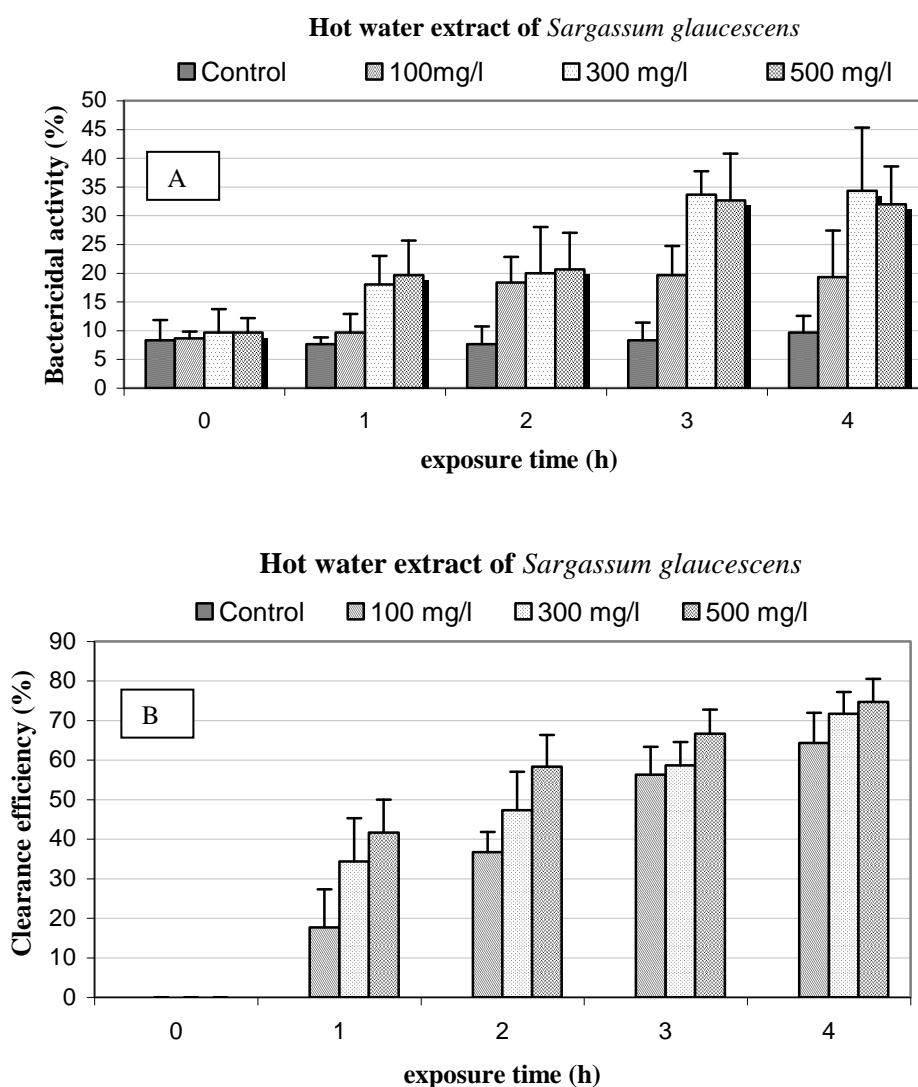 Hot water extract of Sargassum glaucescens
Control 100mg/l 300 mg/l 500 mg/l
50
45
40
35
30
25
20
15
10
5
0
Bactericidal activity (%)
A
0 1 2 3 4
exposure time (h)
Hot water extract of Sargassum glaucescens
Control 100 mg/l 300 mg/l 500 mg/l
90
80
70
60
50
40
30
20
10
0
Clearance efficiency (%)
B
0 1 2 3 4
exposure time (h)